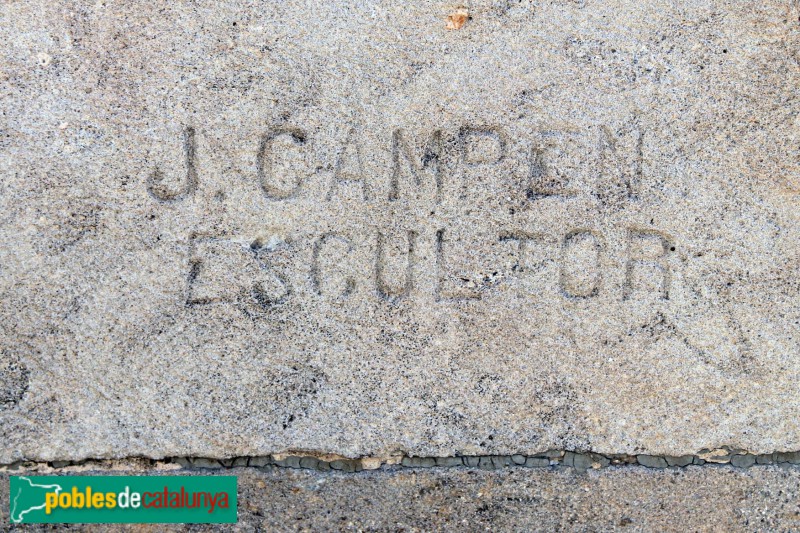 J. CAMPEN
ESCULTOR
poblesdecatalunya